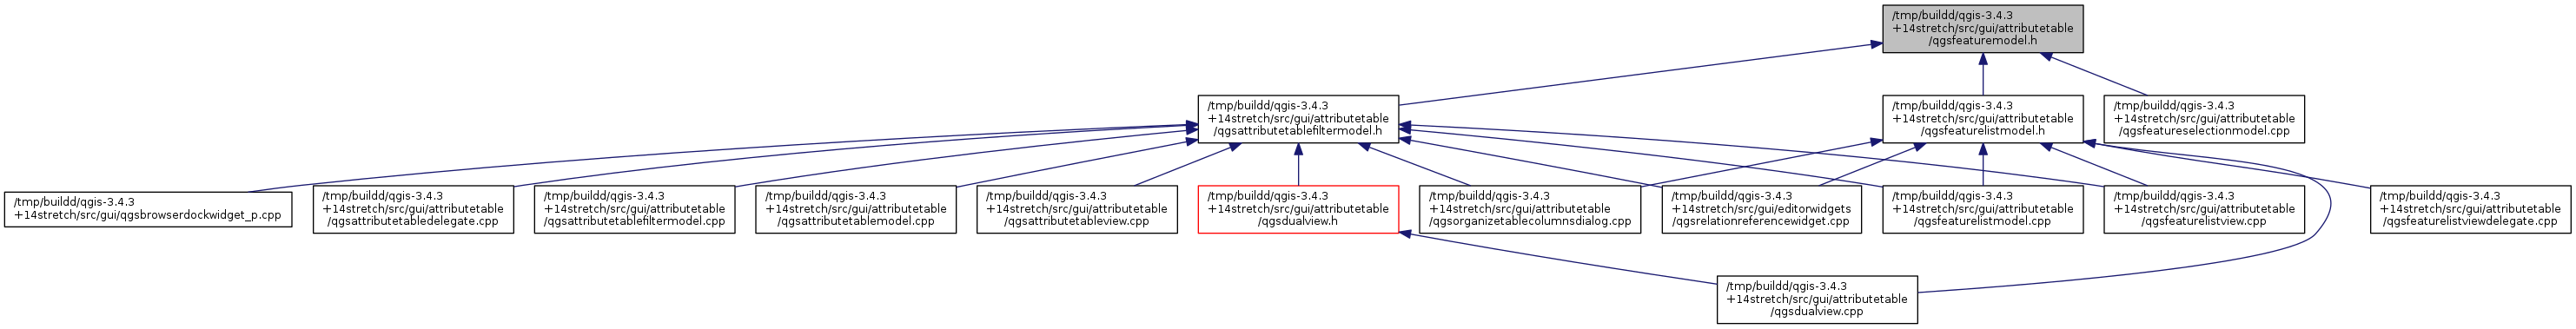 /tmp/buildd/qgis-3.4.3
+14stretch/src/gui/attributetable
/qgsfeaturemodel.h
/tmp/buildd/qgis-3.4.3
+14stretch/src/gui/attributetable
/qgsattributetablefiltermodel.h
/tmp/buildd/qgis-3.4.3
+14stretch/src/gui/attributetable
/qgsfeaturelistmodel.h
/tmp/buildd/qgis-3.4.3
+14stretch/src/gui/attributetable
/qgsfeatureselectionmodel.cpp
/tmp/buildd/qgis-3.4.3
+14stretch/src/gui/qgsbrowserdockwidget_p.cpp
/tmp/buildd/qgis-3.4.3
+14stretch/src/gui/attributetable
/qgsattributetabledelegate.cpp
/tmp/buildd/qgis-3.4.3
+14stretch/src/gui/attributetable
/qgsattributetablefiltermodel.cpp
/tmp/buildd/qgis-3.4.3
+14stretch/src/gui/attributetable
/qgsattributetablemodel.cpp
/tmp/buildd/qgis-3.4.3
+14stretch/src/gui/attributetable
/qgsattributetableview.cpp
/tmp/buildd/qgis-3.4.3
+14stretch/src/gui/attributetable
/qgsdualview.h
/tmp/buildd/qgis-3.4.3
+14stretch/src/gui/attributetable
/qgsorganizetablecolumnsdialog.cpp
/tmp/buildd/qgis-3.4.3
+14stretch/src/gui/editorwidgets
/qgsrelationreferencewidget.cpp
/tmp/buildd/qgis-3.4.3
+14stretch/src/gui/attributetable
/qgsfeaturelistmodel.cpp
/tmp/buildd/qgis-3.4.3
+14stretch/src/gui/attributetable
/qgsfeaturelistview.cpp
/tmp/buildd/qgis-3.4.3
+14stretch/src/gui/attributetable
/qgsfeaturelistviewdelegate.cpp
/tmp/buildd/qgis-3.4.3
+14stretch/src/gui/attributetable
/qgsdualview.cpp